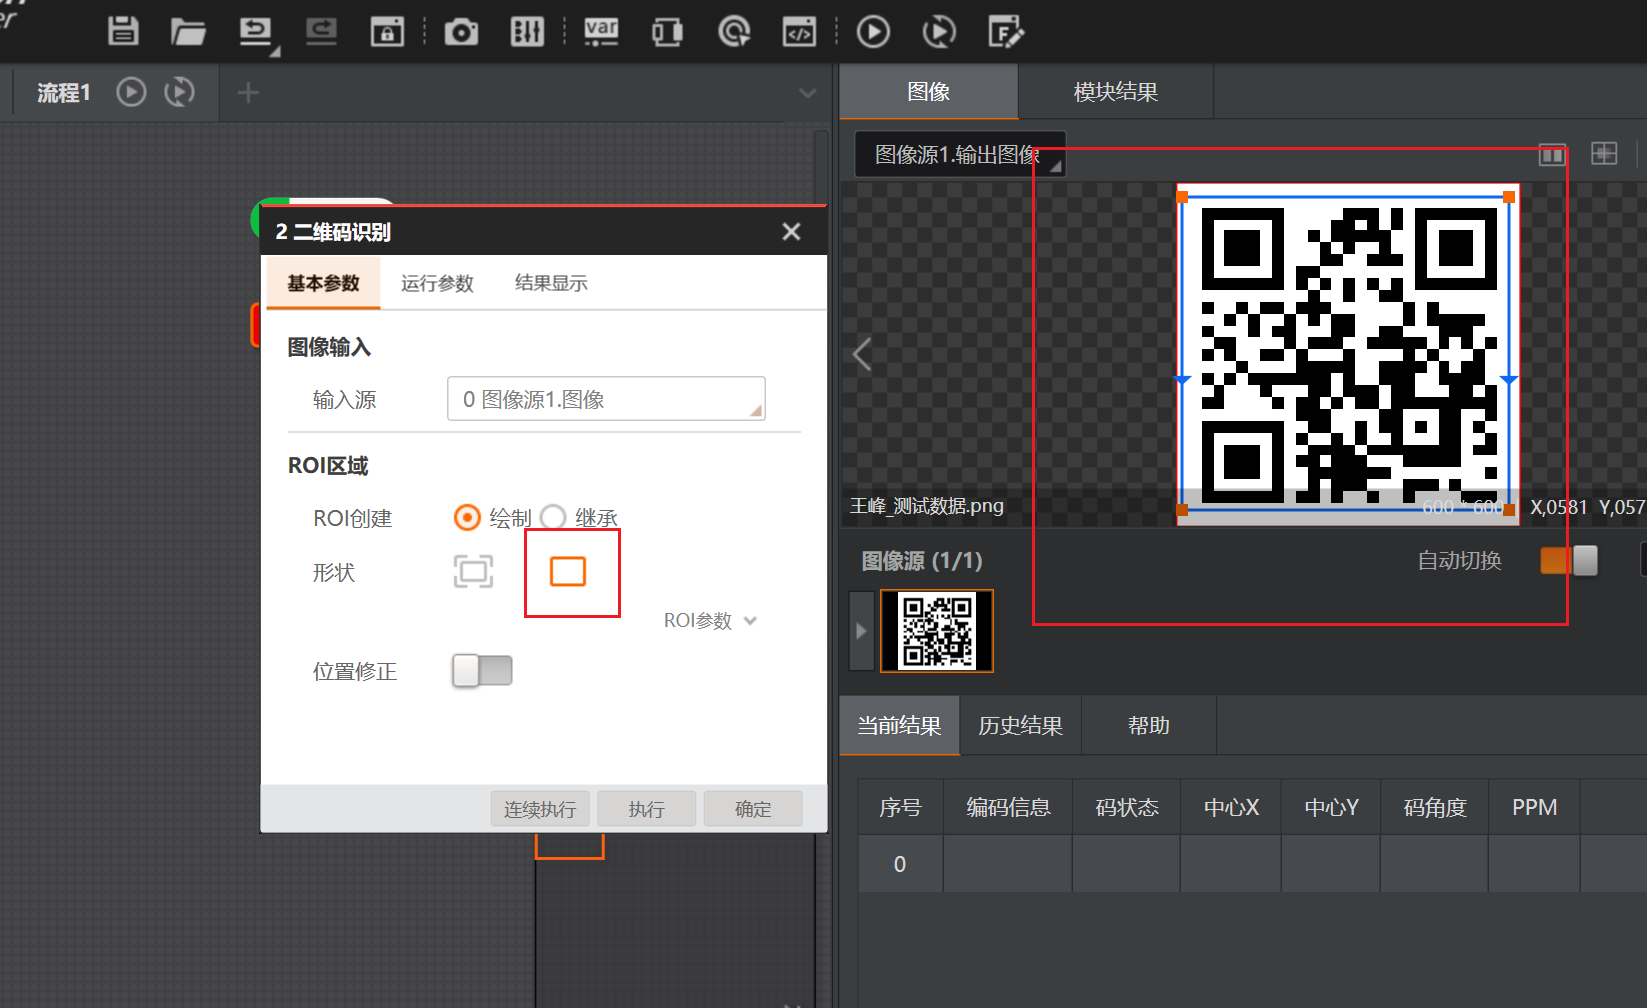 er
var
流程1
图像
模块结果
图像源1.输出图像
2 二维码识别
基本参数
运行参数
结果显示
图像输入
输入源
0 图像源1.图像
ROI区域
ROI创建
绘制
继承
形状
ROI参数
位置修正
连续执行
执行
确定
王峰_测试数据.png
600 * 600
X,0581
Y,057
图像源 (1/1)
自动切换
当前结果
历史结果
帮助
序号
编码信息
码状态
中心X
中心Y
码角度
PPM
0